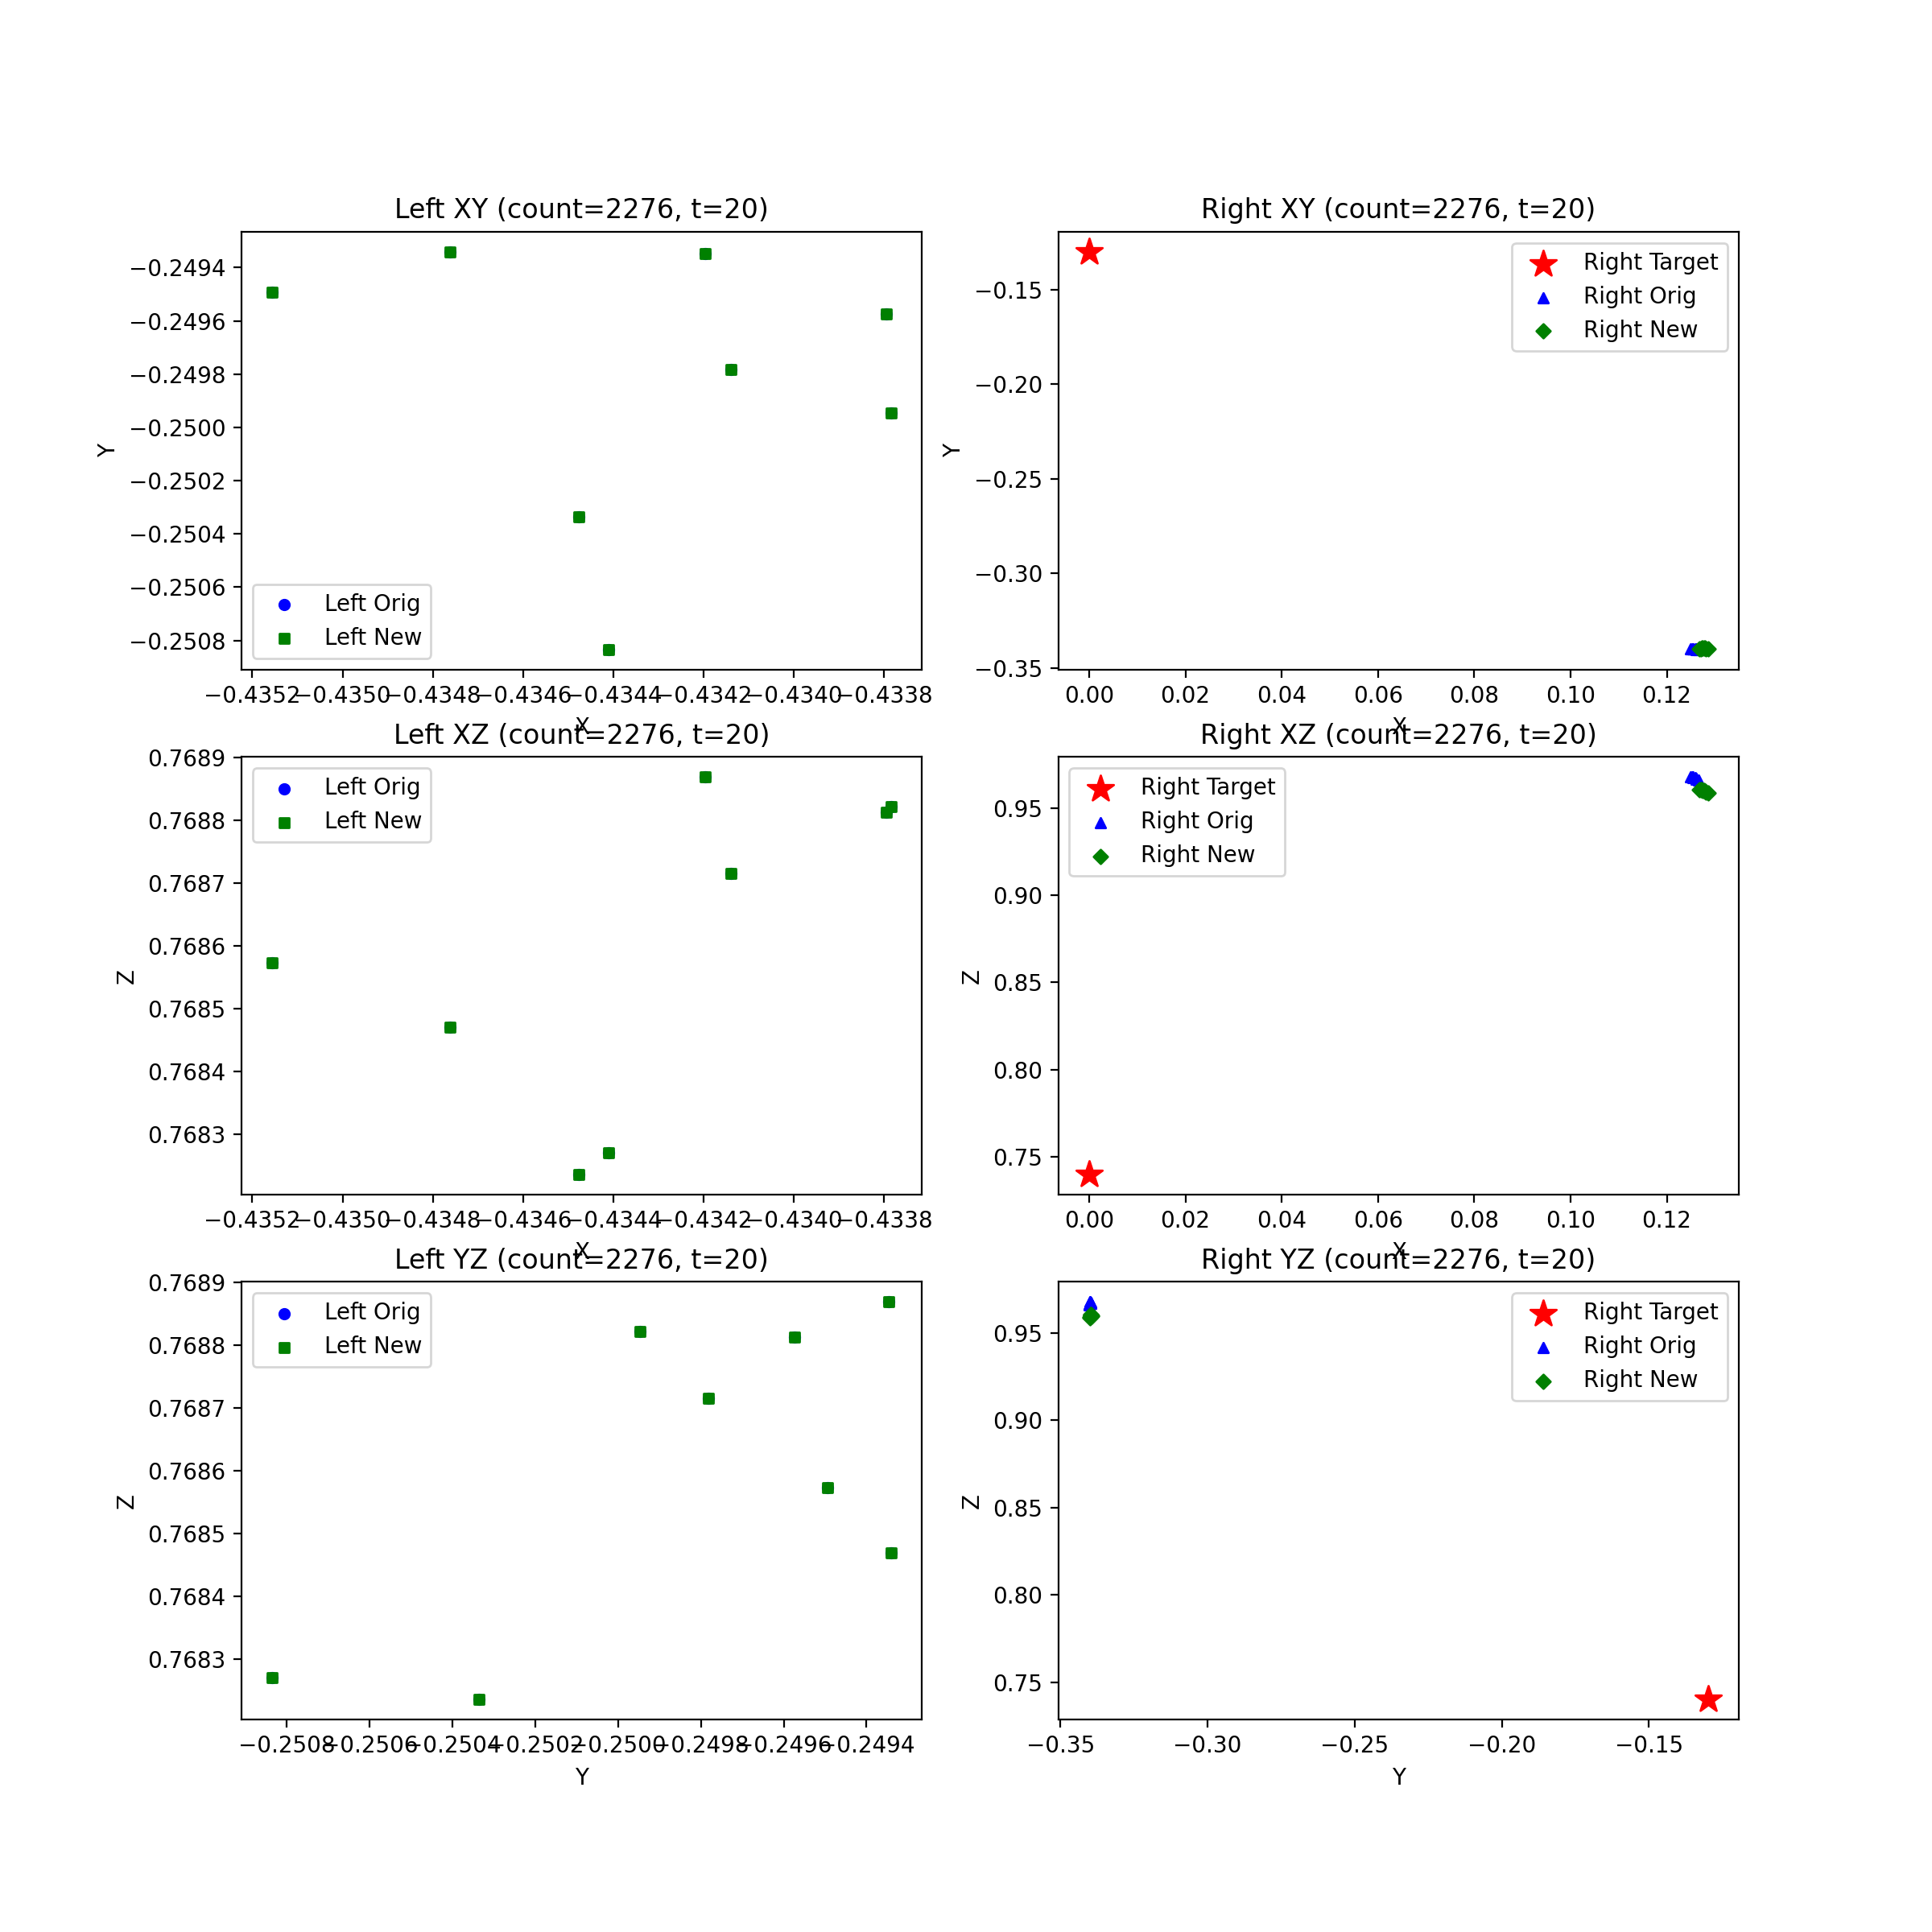 Left XY (count=2276, t=20)
−0.2494
−0.2496
−0.2498
−0.2500
−0.2502
−0.2504
−0.2506
−0.2508
Y
Left Orig
Left New
−0.4352 −0.4350 −0.4348 −0.4346 −0.4344 −0.4342 −0.4340 −0.4338
X
Right XY (count=2276, t=20)
−0.15
−0.20
−0.25
−0.30
−0.35
Y
Right Target
Right Orig
Right New
0.00 0.02 0.04 0.06 0.08 0.10 0.12
X
Left XZ (count=2276, t=20)
0.7689
0.7688
0.7687
0.7686
0.7685
0.7684
0.7683
Z
Left Orig
Left New
−0.4352 −0.4350 −0.4348 −0.4346 −0.4344 −0.4342 −0.4340 −0.4338
X
Right XZ (count=2276, t=20)
0.95
0.90
0.85
0.80
0.75
Z
Right Target
Right Orig
Right New
0.00 0.02 0.04 0.06 0.08 0.10 0.12
X
Left YZ (count=2276, t=20)
0.7689
0.7688
0.7687
0.7686
0.7685
0.7684
0.7683
Z
Left Orig
Left New
−0.2508 −0.2506 −0.2504 −0.2502 −0.2500 −0.2498 −0.2496 −0.2494
Y
Right YZ (count=2276, t=20)
0.95
0.90
0.85
0.80
0.75
Z
Right Target
Right Orig
Right New
−0.35 −0.30 −0.25 −0.20 −0.15
Y